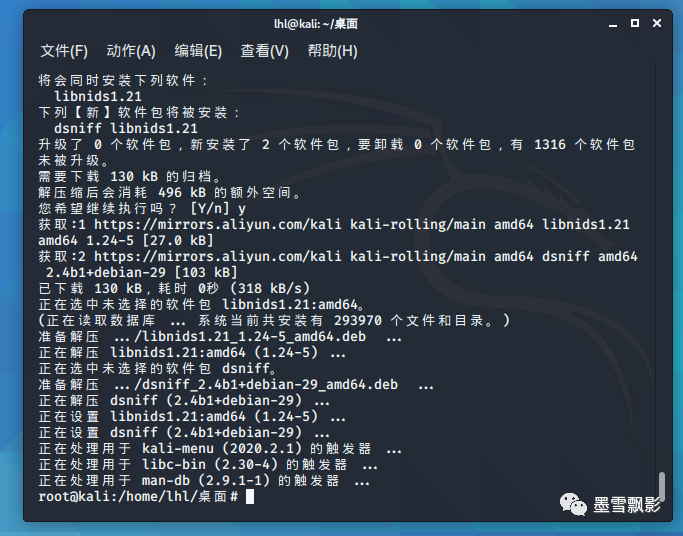 lhl@kali: ~/桌面
文件(F) 动作(A) 编辑(E) 查看(V) 帮助(H)
将会同时安装下列软件：
libnids1.21
下列【新】软件包将被安装：
dsniff libnids1.21
升级了 0 个软件包，新安装了 2 个软件包，要卸载 0 个软件包，有 1316 个软件包
未被升级。
需要下载 130 kB 的归档。
解压缩后会消耗 496 kB 的额外空间。
您希望继续执行吗？ [Y/n] y
获取:1 https://mirrors.aliyun.com/kali kali-rolling/main amd64 libnids1.21
amd64 1.24-5 [27.0 kB]
获取:2 https://mirrors.aliyun.com/kali kali-rolling/main amd64 dsniff amd64
2.4b1+debian-29 [103 kB]
已下载 130 kB，耗时 0秒 (318 kB/s)
正在选中未选择的软件包 libnids1.21:amd64。
(正在读取数据库 ... 系统当前共安装有 293970 个文件和目录。)
准备解压 .../libnids1.21_1.24-5_amd64.deb ...
正在解压 libnids1.21:amd64 (1.24-5) ...
正在选中未选择的软件包 dsniff。
准备解压 .../dsniff_2.4b1+debian-29_amd64.deb ...
正在解压 dsniff (2.4b1+debian-29) ...
正在设置 libnids1.21:amd64 (1.24-5) ...
正在设置 dsniff (2.4b1+debian-29) ...
正在处理用于 kali-menu (2020.2.1) 的触发器 ...
正在处理用于 libc-bin (2.30-4) 的触发器 ...
正在处理用于 man-db (2.9.1-1) 的触发器 ...
root@kali:/home/lhl/桌面#
墨雪飘影